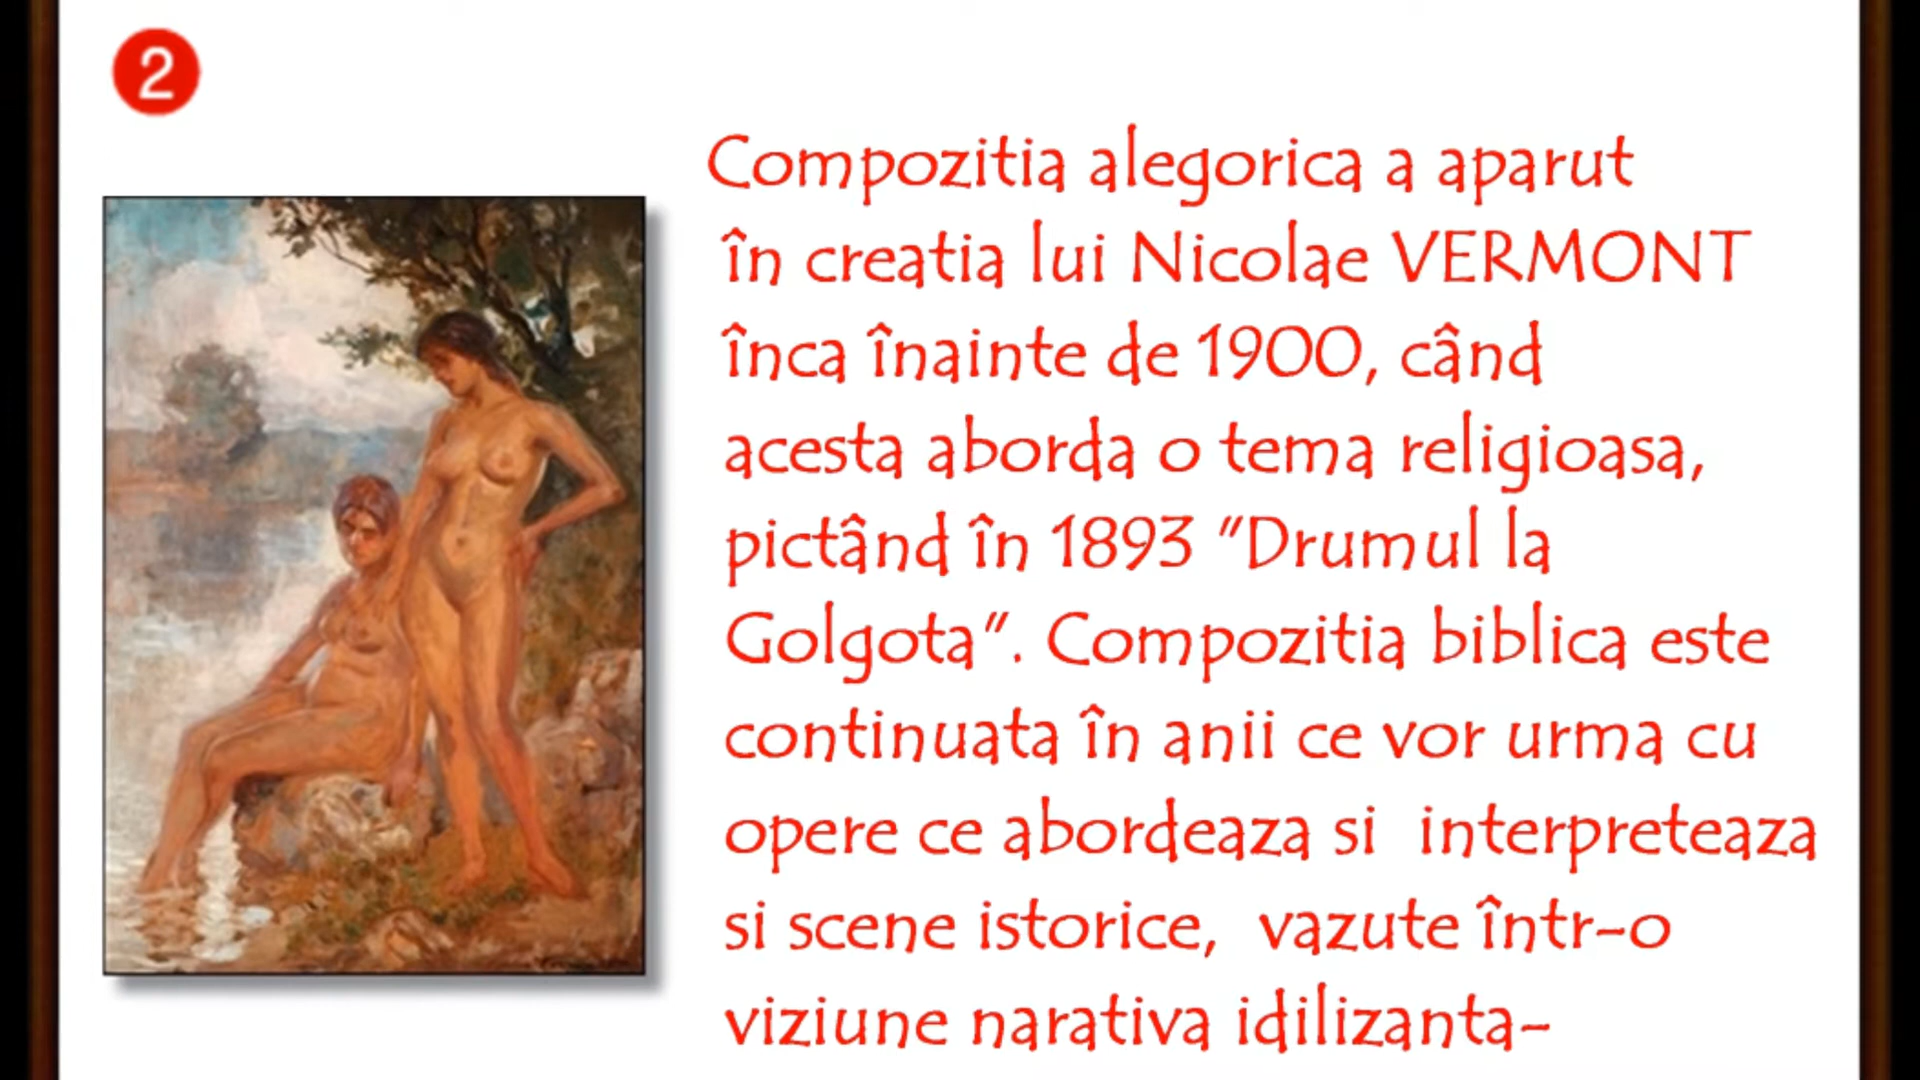 2
Compozitia alegorica a aparut
în creatia lui Nicolae VERMONT
înca înainte de 1900, când
acesta aborda o tema religioasa,
pictând în 1893 "Drumul la
Golgota". Compozitia biblica este
continuata în anii ce vor urma cu
opere ce abordeaza si  interpreteaza
si scene istorice,  vazute într-o
viziune narativa idilizanta-